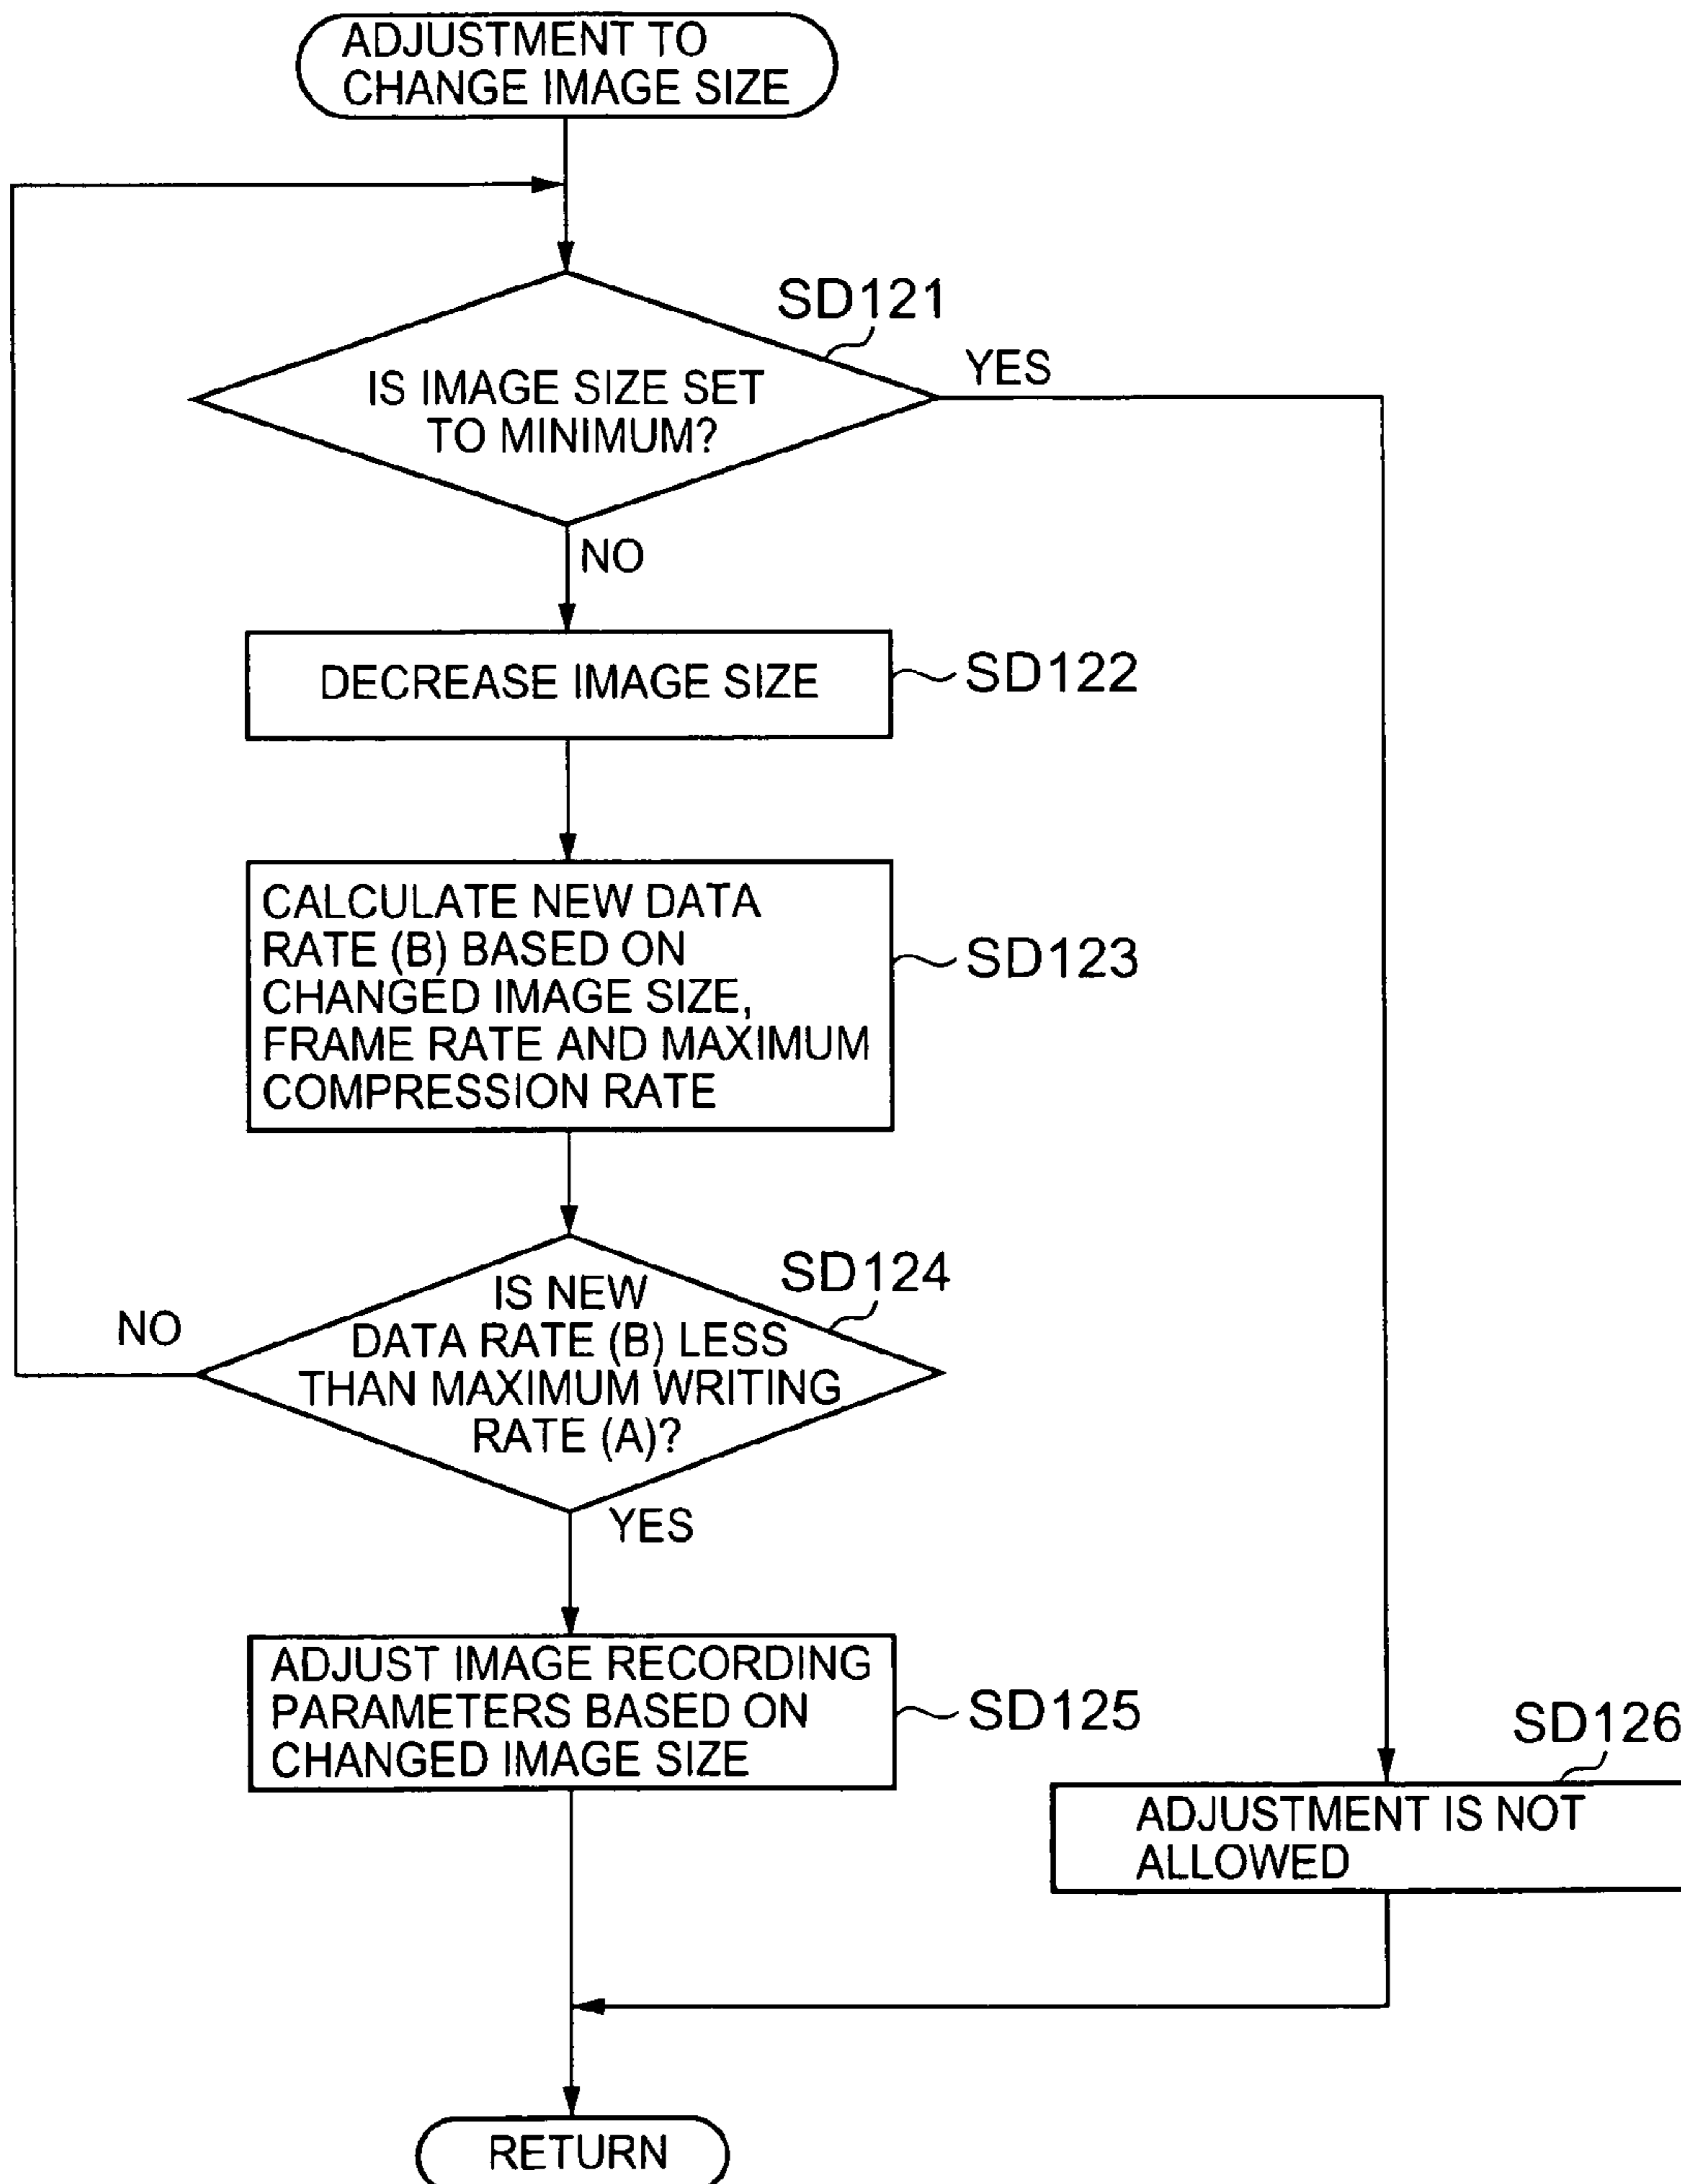 ADJUSTMENT TO
CHANGE IMAGE SIZE
SD121
IS IMAGE SIZE SET
TO MINIMUM?
YES
NO
DECREASE IMAGE SIZE
SD122
CALCULATE NEW DATA
RATE (B) BASED ON
CHANGED IMAGE SIZE,
FRAME RATE AND MAXIMUM
COMPRESSION RATE
SD123
SD124
IS NEW
DATA RATE (B) LESS
THAN MAXIMUM WRITING
RATE (A)?
NO
YES
ADJUST IMAGE RECORDING
PARAMETERS BASED ON
CHANGED IMAGE SIZE
SD125
SD126
ADJUSTMENT IS NOT
ALLOWED
RETURN